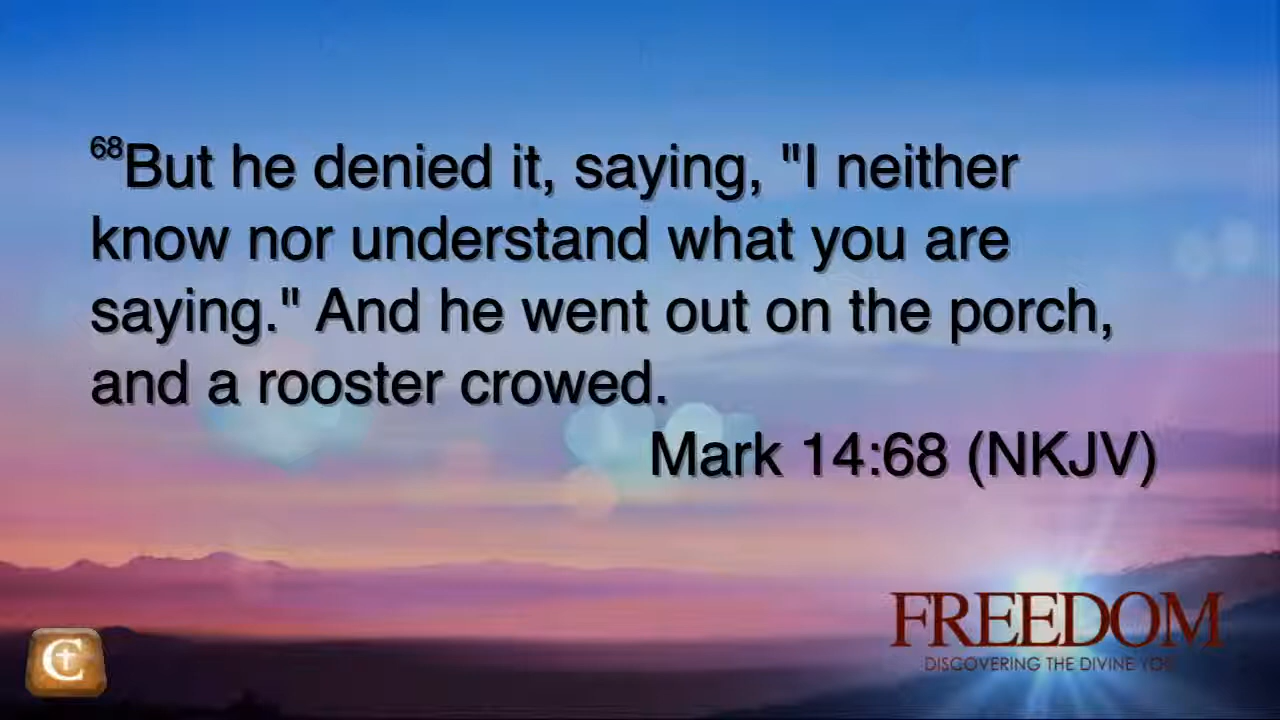 68But he denied it, saying, "I neither
know nor understand what you are
saying." And he went out on the porch,
and a rooster crowed.
Mark 14:68 (NKJV)
FREEDOM
DISCOVERING THE DIVINE YOU
C